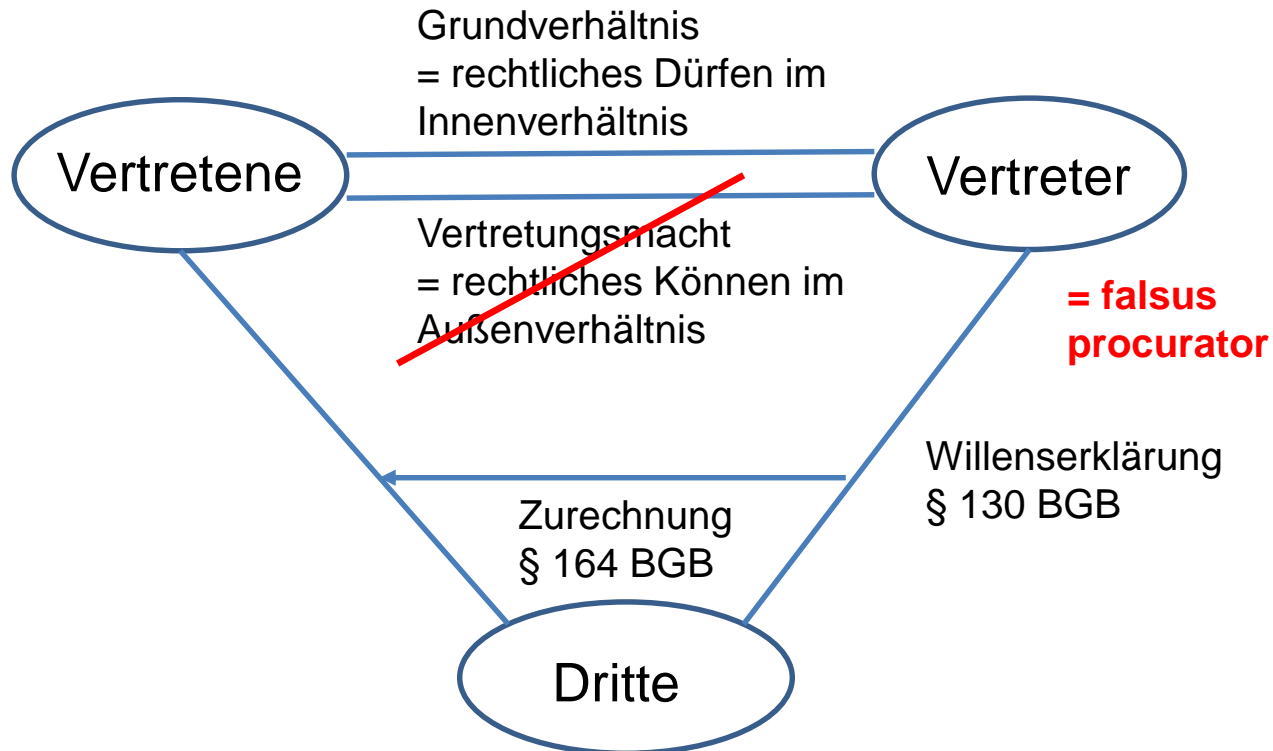 Grundverhältnis
= rechtliches Dürfen im
Innenverhältnis
Vertretene
Vertreter
Vertretungsmacht
= rechtliches Können im
Außenverhältnis
= falsus
procurator
Willenserklärung
§ 130 BGB
Zurechnung
§ 164 BGB
Dritte